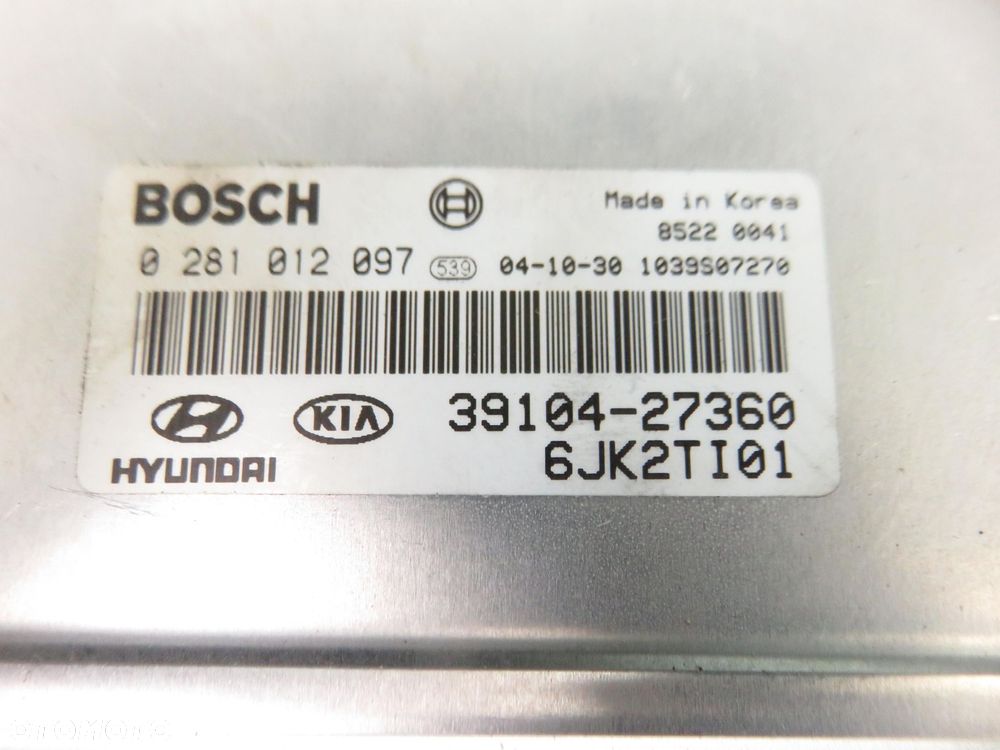 BOSCH Made in Korea
8522 0041
0 281 012 097 539 04-10-30 1039S07270
KIA 39104-27360
HYUNDAI 6JK2TI01
OTOMOTO